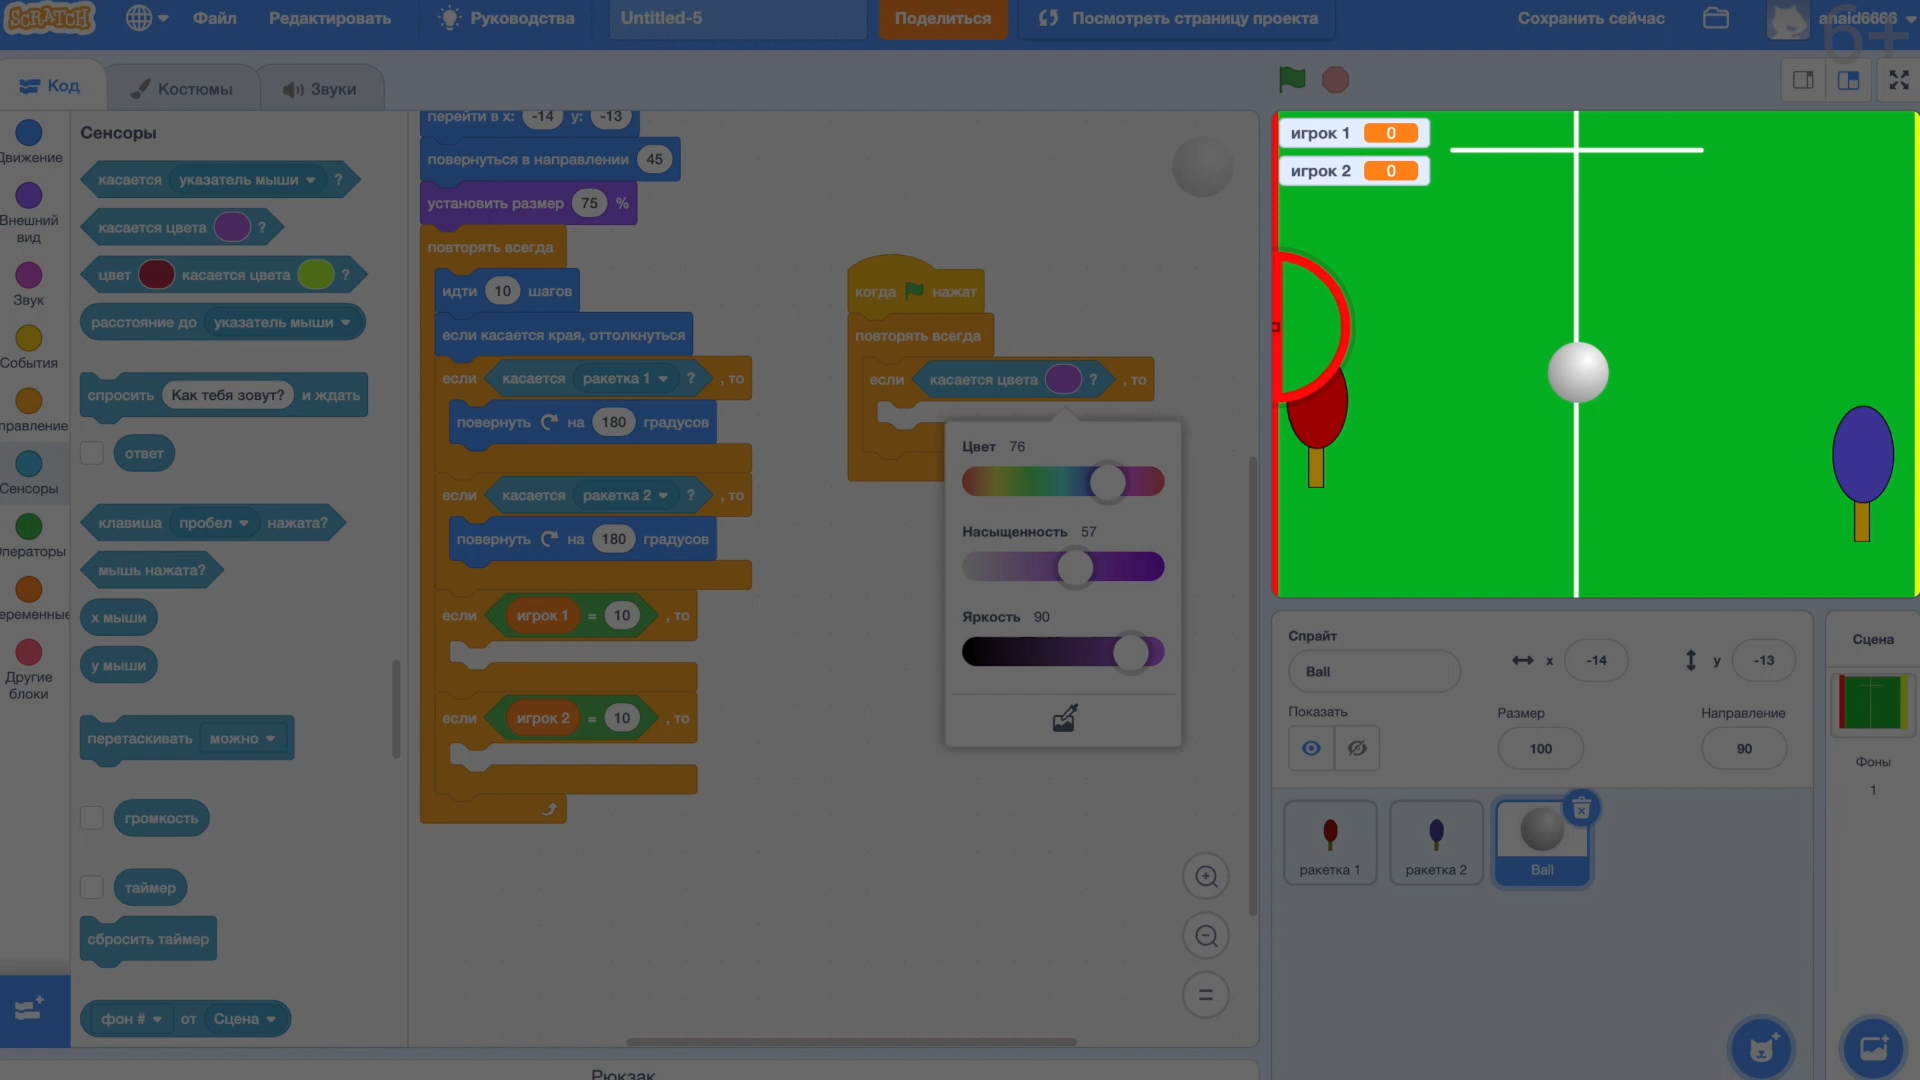 SCRATCH
Файл
Редактировать
Руководства
Untitled-5
Поделиться
Посмотреть страницу проекта
Сохранить сейчас
anaid6666
6+
Код
Костюмы
Звуки
Движение
Внешний
вид
Звук
События
правление
Сенсоры
ператоры
еременные
Другие
блоки
Сенсоры
касается указатель мыши ?
касается цвета ?
цвет касается цвета ?
расстояние до указатель мыши
спросить Как тебя зовут? и ждать
ответ
клавиша пробел нажата?
мышь нажата?
х мыши
у мыши
перетаскивать можно
громкость
таймер
сбросить таймер
фон # от Сцена
перейти в х: -14 у: -13
повернуться в направлении 45
установить размер 75 %
повторять всегда
идти 10 шагов
если касается края, оттолкнуться
если касается ракетка 1 ? , то
повернуть на 180 градусов
если касается ракетка 2 ? , то
повернуть на 180 градусов
если игрок 1 = 10 , то
если игрок 2 = 10 , то
когда нажат
повторять всегда
если касается цвета ? , то
Цвет 76
Насыщенность 57
Яркость 90
Рюкзак
игрок 1 0
игрок 2 0
Спрайт
Ball
x -14
y -13
Показать
Размер
100
Направление
90
ракетка 1
ракетка 2
Ball
Сцена
Фоны
1